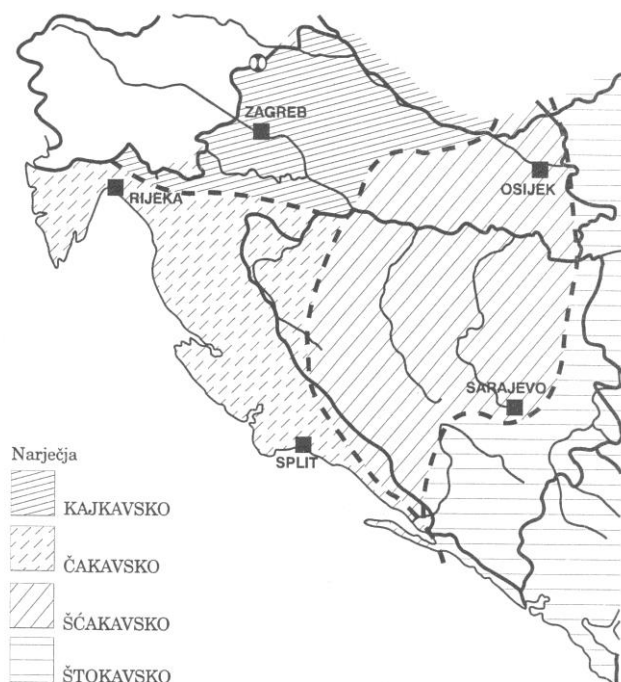 ZAGREB
RIJEKA
OSIJEK
SARAJEVO
SPLIT
Narječja
KAJKAVSKO
ČAKAVSKO
ŠĆAKAVSKO
ŠTOKAVSKO